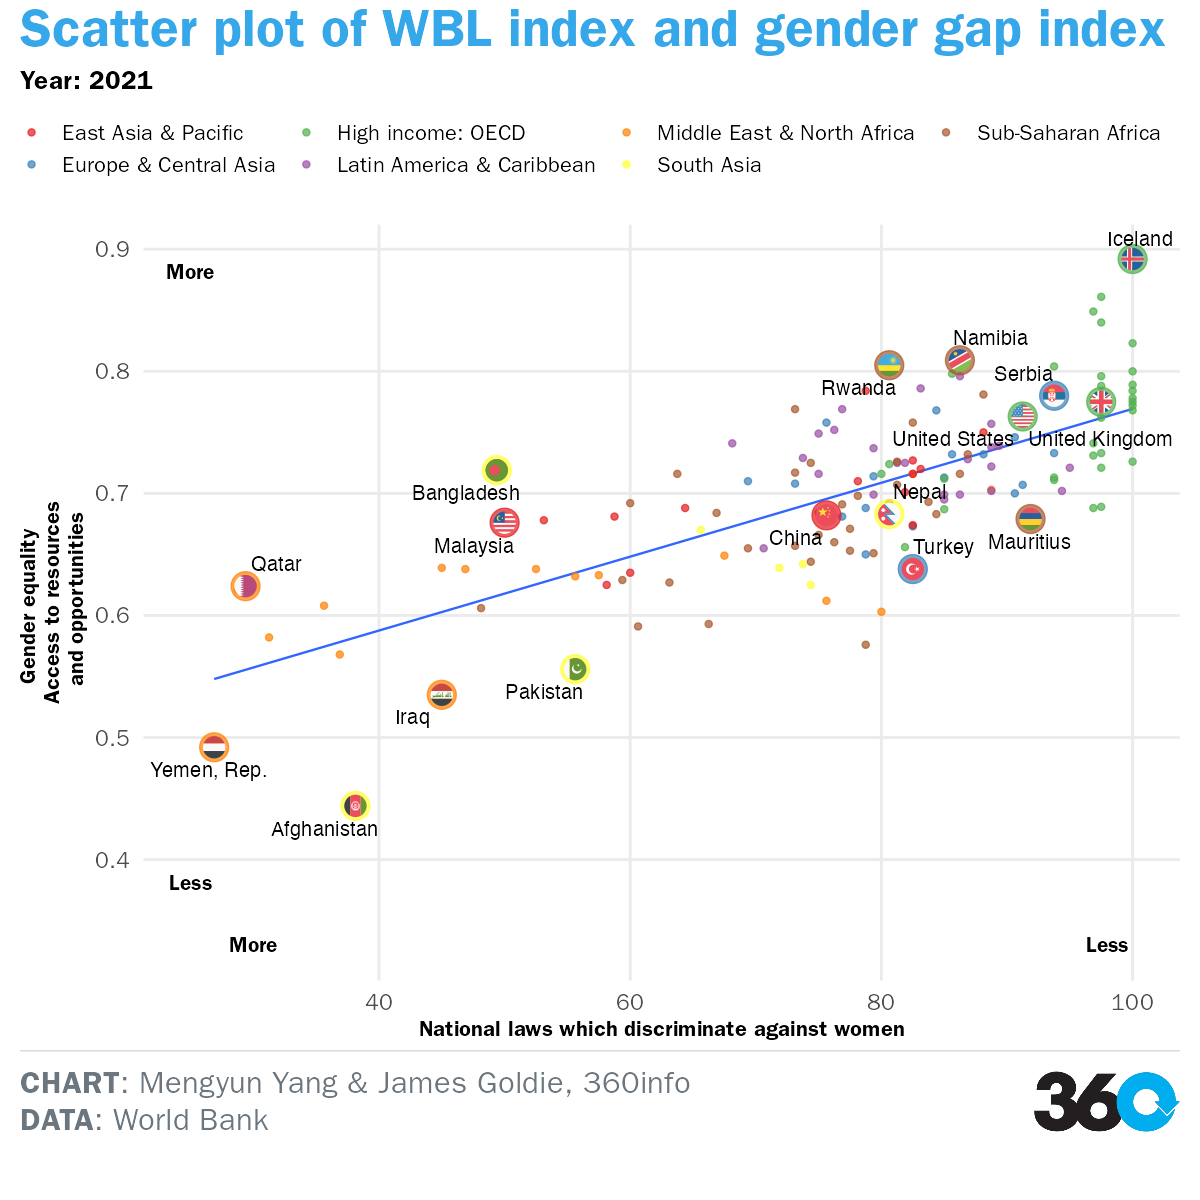 Scatter plot of WBL index and gender gap index
Year: 2021
East Asia & Pacific
High income: OECD
Middle East & North Africa
Sub-Saharan Africa
Europe & Central Asia
Latin America & Caribbean
South Asia
Gender equality
Access to resources
and opportunities
0.9
0.8
0.7
0.6
0.5
0.4
More
Less
Iceland
Namibia
Serbia
Rwanda
United States
United Kingdom
Bangladesh
Nepal
Malaysia
China
Turkey
Mauritius
Qatar
Pakistan
Iraq
Yemen, Rep.
Afghanistan
More
Less
40
60
80
100
National laws which discriminate against women
CHART: Mengyun Yang & James Goldie, 360info
DATA: World Bank
360